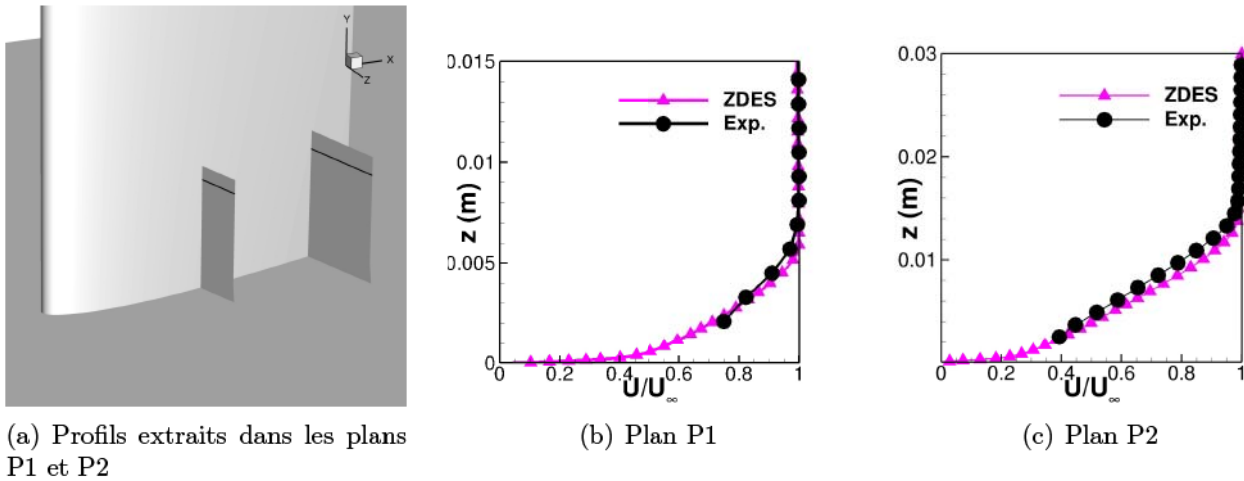 Y
X
Z
0.015
ZDES
Exp.
0.01
z (m)
0.005
0
0 0.2 0.4 0.6 0.8 1
U/U∞
0.03
ZDES
Exp.
0.02
z (m)
0.01
0 0.2 0.4 0.6 0.8 1
U/U∞
(a) Profils extraits dans les plans
P1 et P2
(b) Plan P1
(c) Plan P2